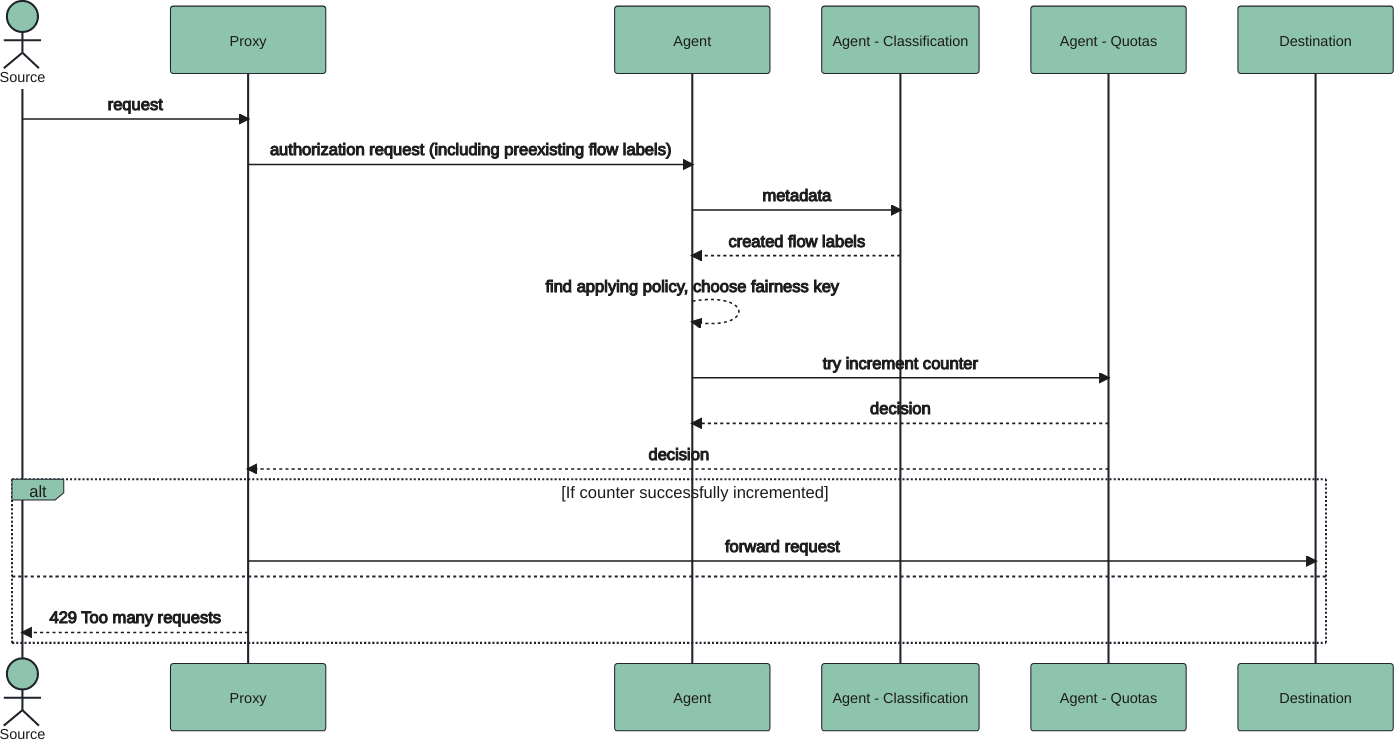 Source
Proxy
Agent
Agent - Classification
Agent - Quotas
Destination
request
authorization request (including preexisting flow labels)
metadata
created flow labels
find applying policy, choose fairness key
try increment counter
decision
decision
alt
[If counter successfully incremented]
forward request
429 Too many requests
Source
Proxy
Agent
Agent - Classification
Agent - Quotas
Destination